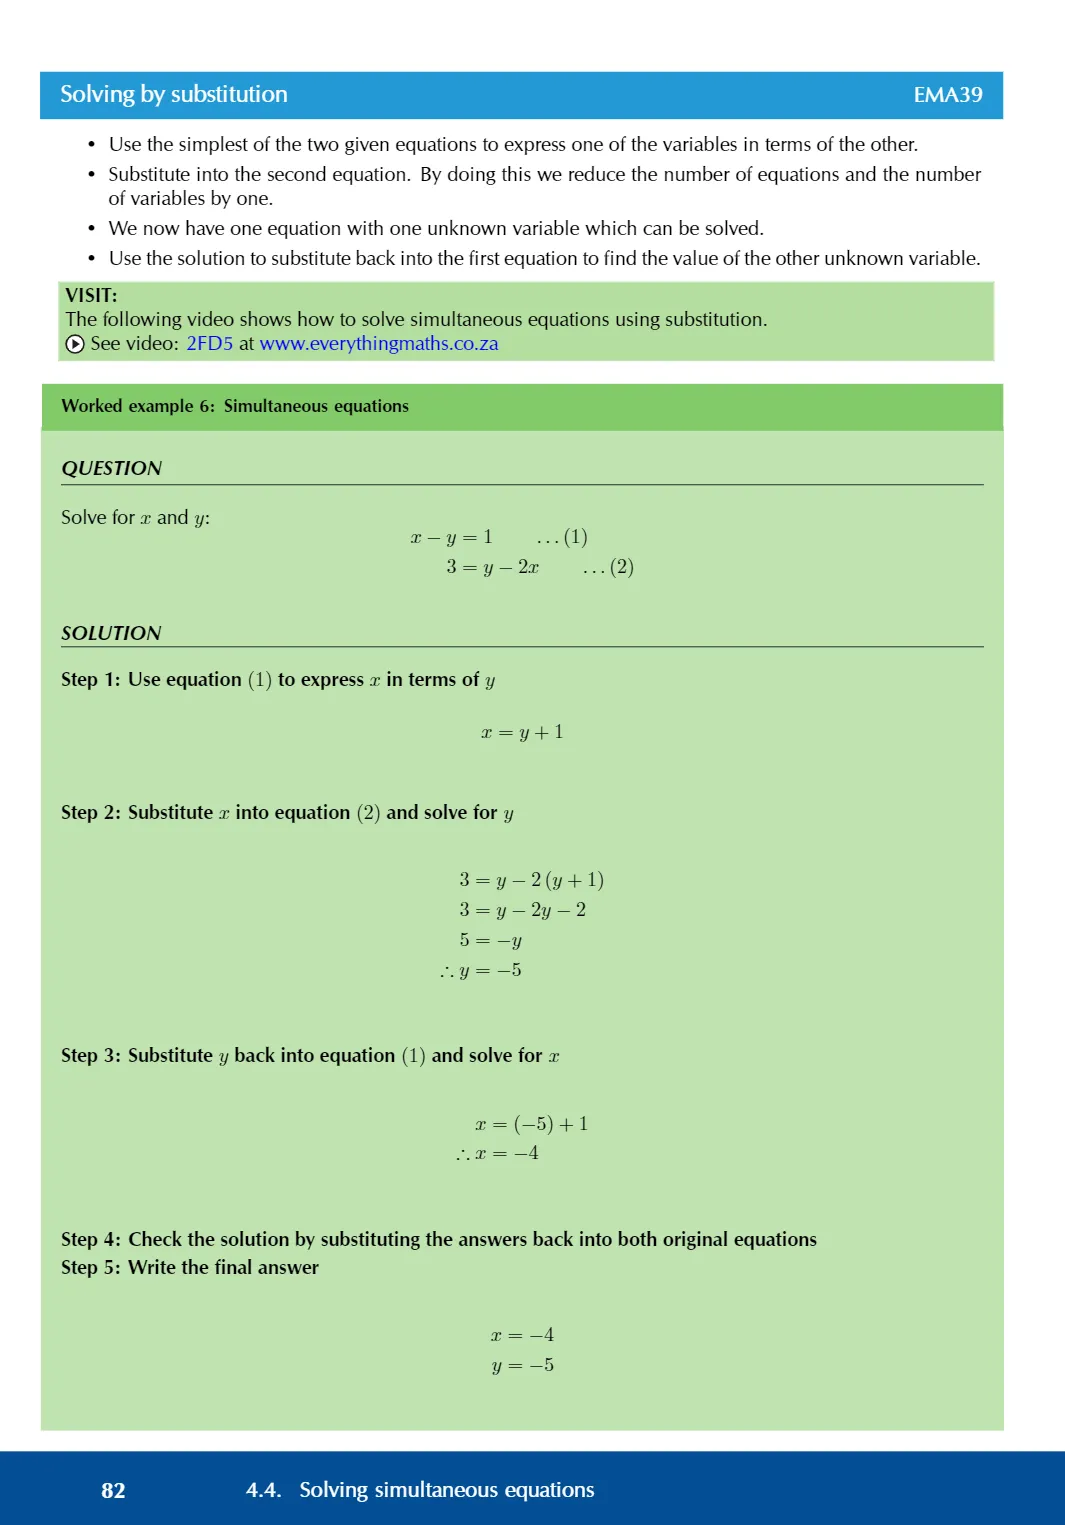 Solving by substitution EMA39
• Use the simplest of the two given equations to express one of the variables in terms of the other.
• Substitute into the second equation. By doing this we reduce the number of equations and the number
of variables by one.
• We now have one equation with one unknown variable which can be solved.
• Use the solution to substitute back into the first equation to find the value of the other unknown variable.
VISIT:
The following video shows how to solve simultaneous equations using substitution.
See video: 2FD5 at www.everythingmaths.co.za
Worked example 6: Simultaneous equations
QUESTION
Solve for x and y:
x − y = 1 …(1)
3 = y − 2x …(2)
SOLUTION
Step 1: Use equation (1) to express x in terms of y
x = y + 1
Step 2: Substitute x into equation (2) and solve for y
3 = y − 2 (y + 1)
3 = y − 2y − 2
5 = −y
∴ y = −5
Step 3: Substitute y back into equation (1) and solve for x
x = (−5) + 1
∴ x = −4
Step 4: Check the solution by substituting the answers back into both original equations
Step 5: Write the final answer
x = −4
y = −5
82 4.4. Solving simultaneous equations